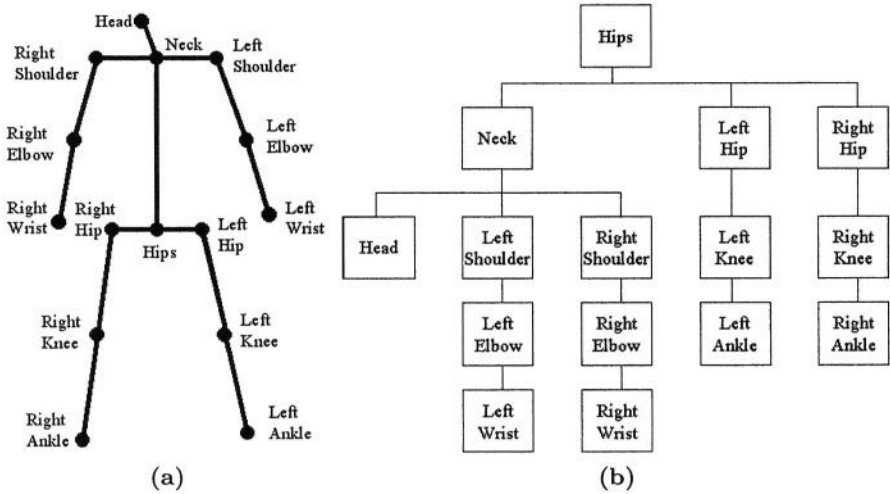 Head
Neck
Right
Shoulder
Left
Shoulder
Right
Elbow
Left
Elbow
Right
Wrist
Right
Hip
Hips
Left
Hip
Left
Wrist
Right
Knee
Left
Knee
Right
Ankle
Left
Ankle
(a)
Hips
Neck
Left
Hip
Right
Hip
Head
Left
Shoulder
Right
Shoulder
Left
Knee
Right
Knee
Left
Elbow
Right
Elbow
Left
Ankle
Right
Ankle
Left
Wrist
Right
Wrist
(b)